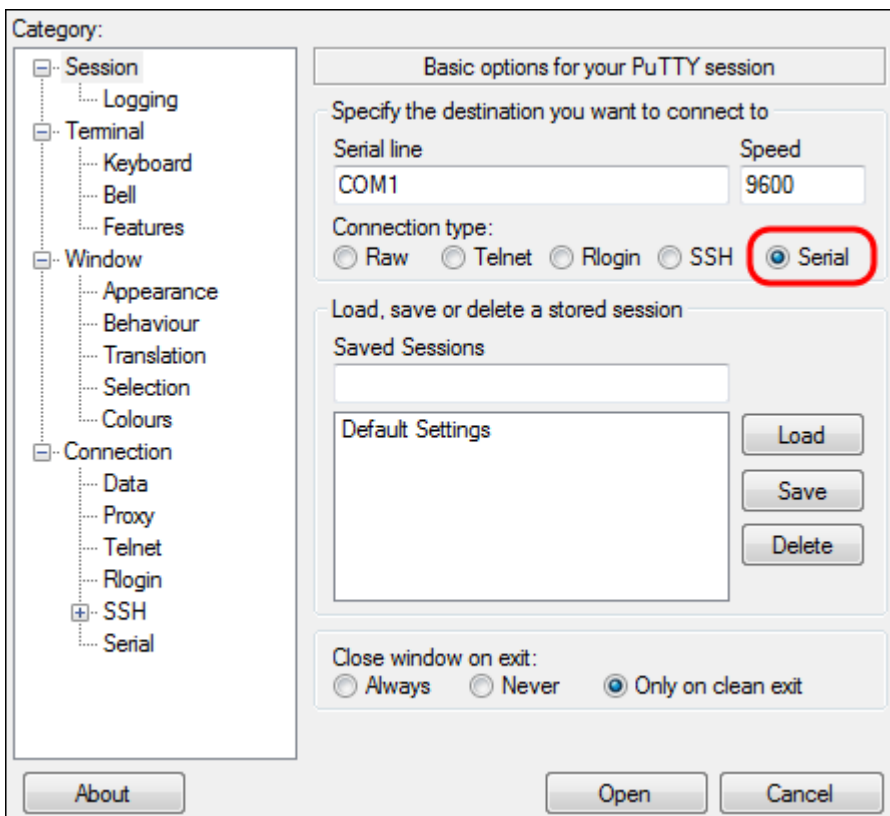 Category:
Session
Logging
Terminal
Keyboard
Bell
Features
Window
Appearance
Behaviour
Translation
Selection
Colours
Connection
Data
Proxy
Telnet
Rlogin
SSH
Serial
Basic options for your PuTTY session
Specify the destination you want to connect to
Serial line Speed
COM1 9600
Connection type:
Raw Telnet Rlogin SSH Serial
Load, save or delete a stored session
Saved Sessions
Default Settings
Load
Save
Delete
Close window on exit:
Always Never Only on clean exit
About Open Cancel